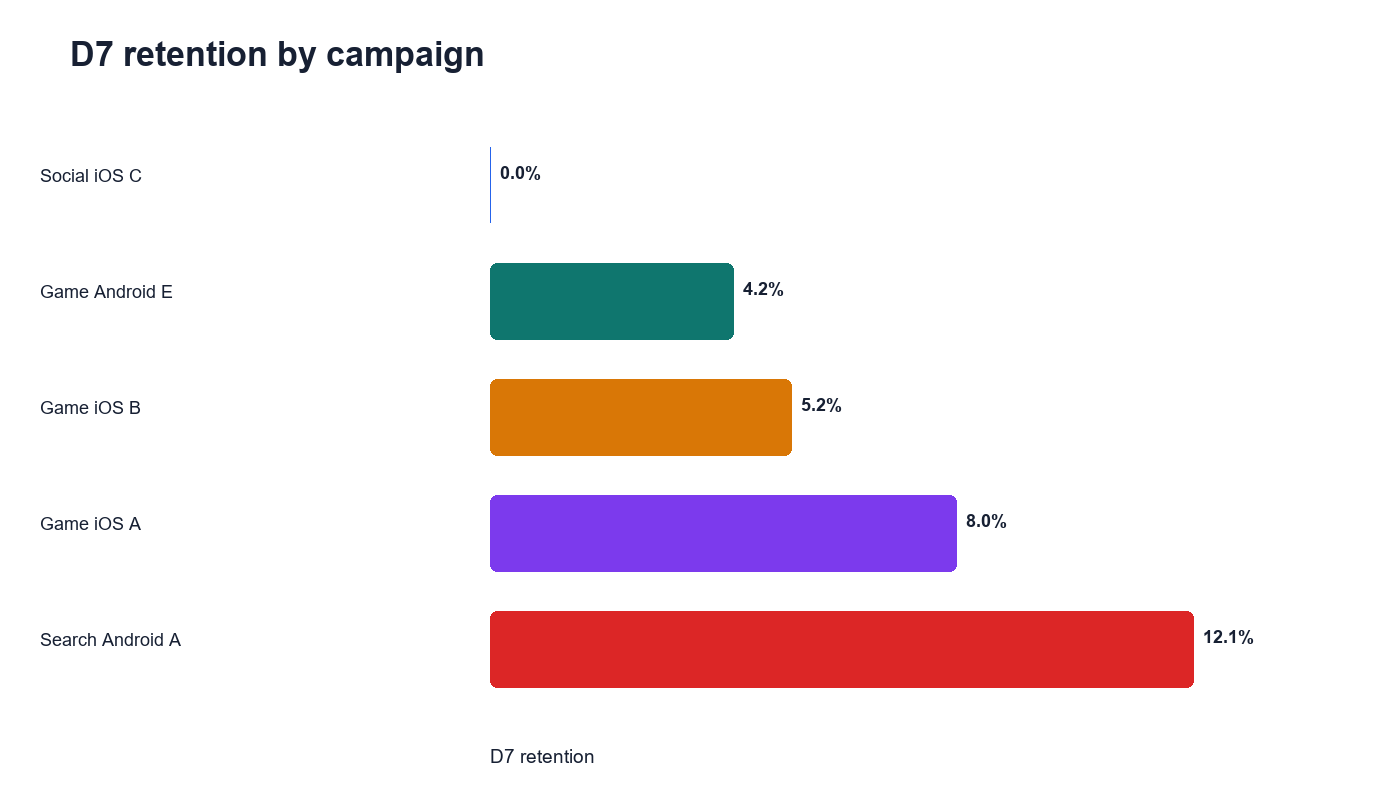 D7 retention by campaign
Social iOS C 0.0%
Game Android E 4.2%
Game iOS B 5.2%
Game iOS A 8.0%
Search Android A 12.1%
D7 retention